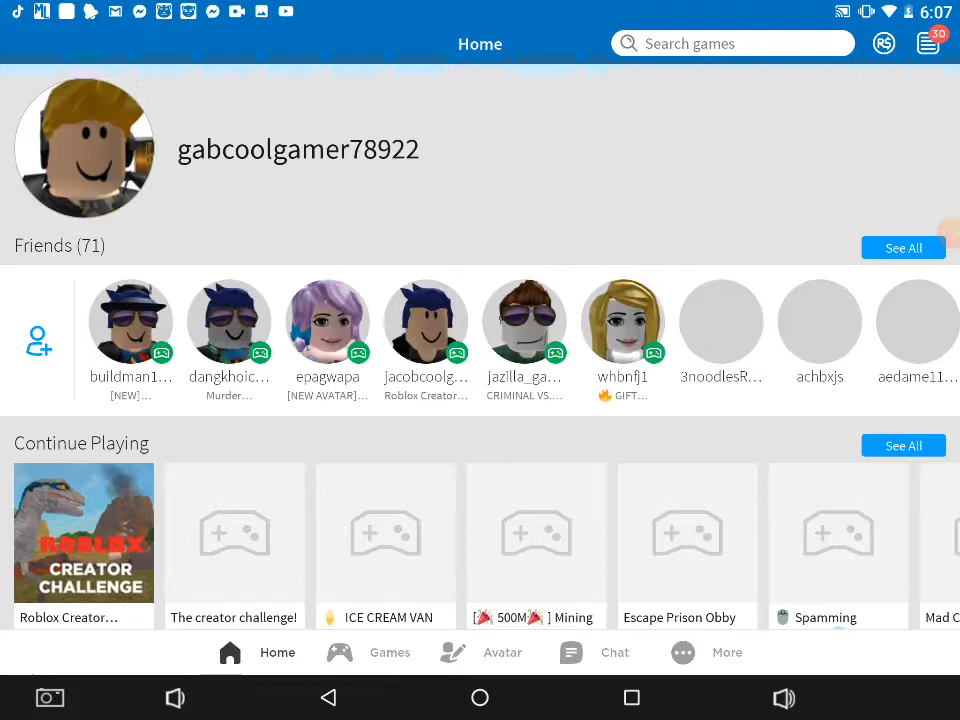 6:07
Home
Search games
R$
30
gabcoolgamer78922
Friends (71)
See All
buildman1... dangkhoic... epagwapa jacobcoolg... jazilla_ga... whbnfj1 3noodlesR... achbxjs aedame11...
[NEW]... Murder... [NEW AVATAR]... Roblox Creator... CRIMINAL VS.... 🔥 GIFT...
Continue Playing
See All
ROBLOX
CREATOR
CHALLENGE
Roblox Creator... The creator challenge! 🍦 ICE CREAM VAN [🎉 500M🎉 ] Mining Escape Prison Obby 🖱️ Spamming Mad C
Home Games Avatar Chat More